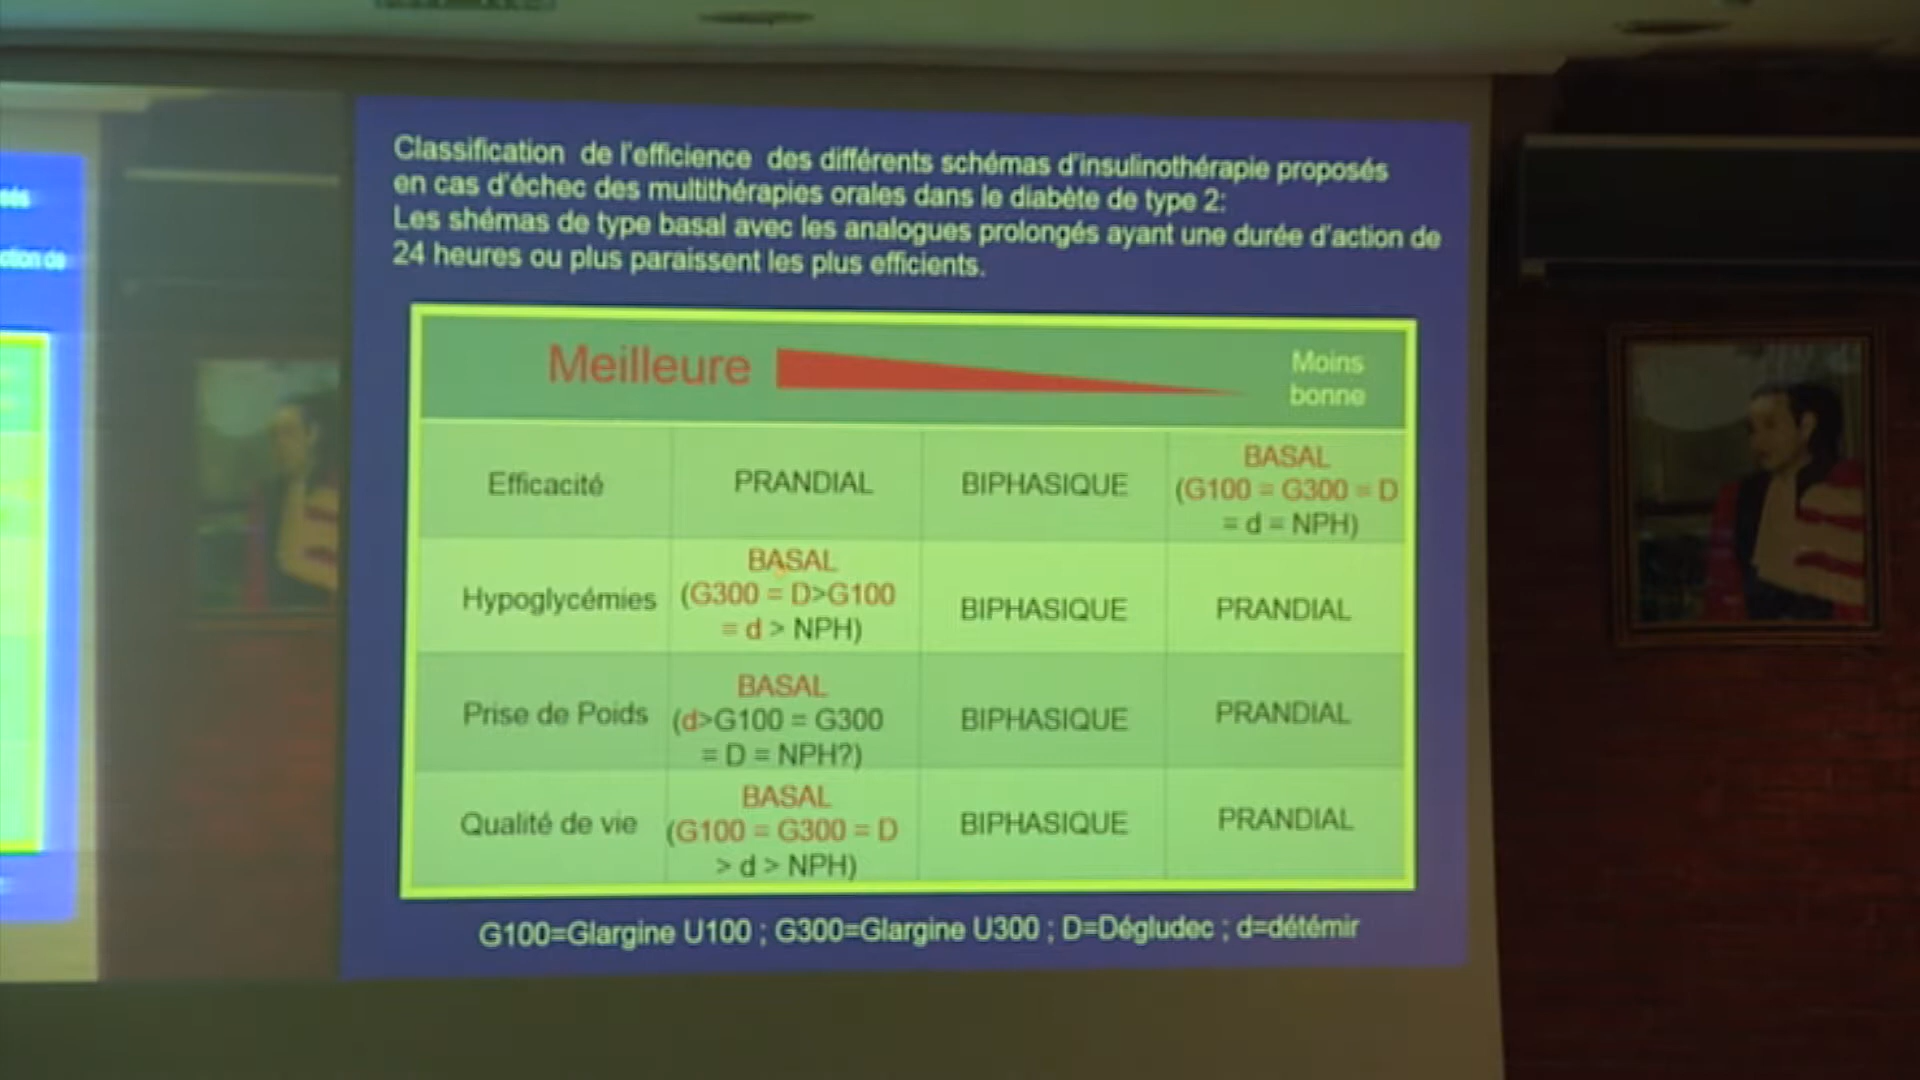 Classification de l'efficience des différents schémas d'insulinothérapie proposés
en cas d'échec des multithérapies orales dans le diabète de type 2:
Les shémas de type basal avec les analogues prolongés ayant une durée d'action de
24 heures ou plus paraissent les plus efficients.
Meilleure
Moins
bonne
Efficacité
PRANDIAL
BIPHASIQUE
BASAL
(G100 = G300 = D
= d = NPH)
Hypoglycémies
BASAL
(G300 = D>G100
= d > NPH)
BIPHASIQUE
PRANDIAL
Prise de Poids
BASAL
(d>G100 = G300
= D = NPH?)
BIPHASIQUE
PRANDIAL
Qualité de vie
BASAL
(G100 = G300 = D
> d > NPH)
BIPHASIQUE
PRANDIAL
G100=Glargine U100 ; G300=Glargine U300 ; D=Dégludec ; d=détémir